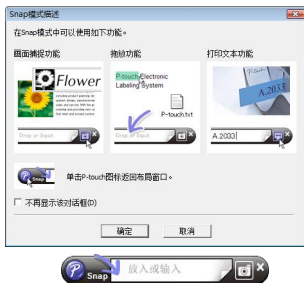 Snap模式描述
在Snap模式中可以使用如下功能。
画面捕捉功能
拖放功能
打印文本功能
Flower
P-touch Electronic
Labeling System
P-touch.txt
A.2033
Drop or Input
Drop or Input
A.2033
Snap
单击P-touch图标返回布局窗口。
不再显示该对话框(D)
确定
取消
P Snap
放入或输入